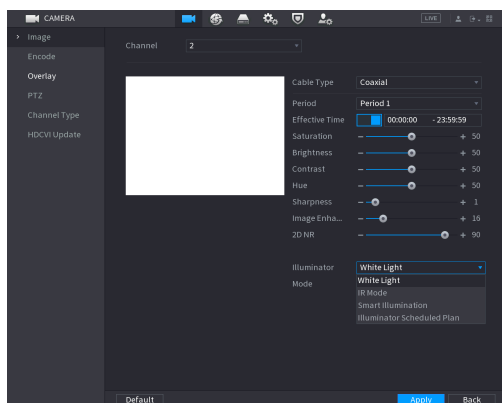 CAMERA
LIVE
Image
Encode
Overlay
PTZ
Channel Type
HDCVI Update
Channel 2
Cable Type Coaxial
Period Period 1
Effective Time 00:00:00 - 23:59:59
Saturation - + 50
Brightness - + 50
Contrast - + 50
Hue - + 50
Sharpness - + 1
Image Enha... - + 16
2D NR - + 90
Illuminator White Light
Mode White Light
IR Mode
Smart Illumination
Illuminator Scheduled Plan
Default Apply Back